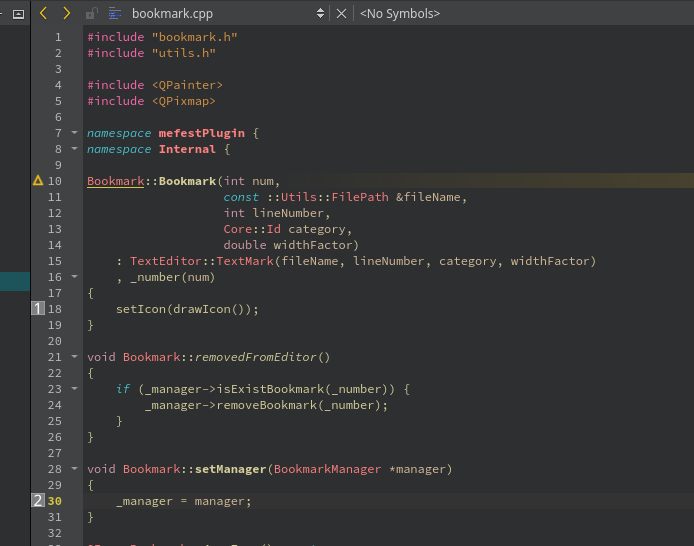 bookmark.cpp <No Symbols>
1 #include "bookmark.h"
2 #include "utils.h"
3
4 #include <QPainter>
5 #include <QPixmap>
6
7 namespace mefestPlugin {
8 namespace Internal {
9
10 Bookmark::Bookmark(int num,
11 const ::Utils::FilePath &fileName,
12 int lineNumber,
13 Core::Id category,
14 double widthFactor)
15 : TextEditor::TextMark(fileName, lineNumber, category, widthFactor)
16 , _number(num)
17 {
1 18 setIcon(drawIcon());
19 }
20
21 void Bookmark::removedFromEditor()
22 {
23 if (_manager->isExistBookmark(_number)) {
24 _manager->removeBookmark(_number);
25 }
26 }
27
28 void Bookmark::setManager(BookmarkManager *manager)
29 {
2 30 _manager = manager;
31 }
32